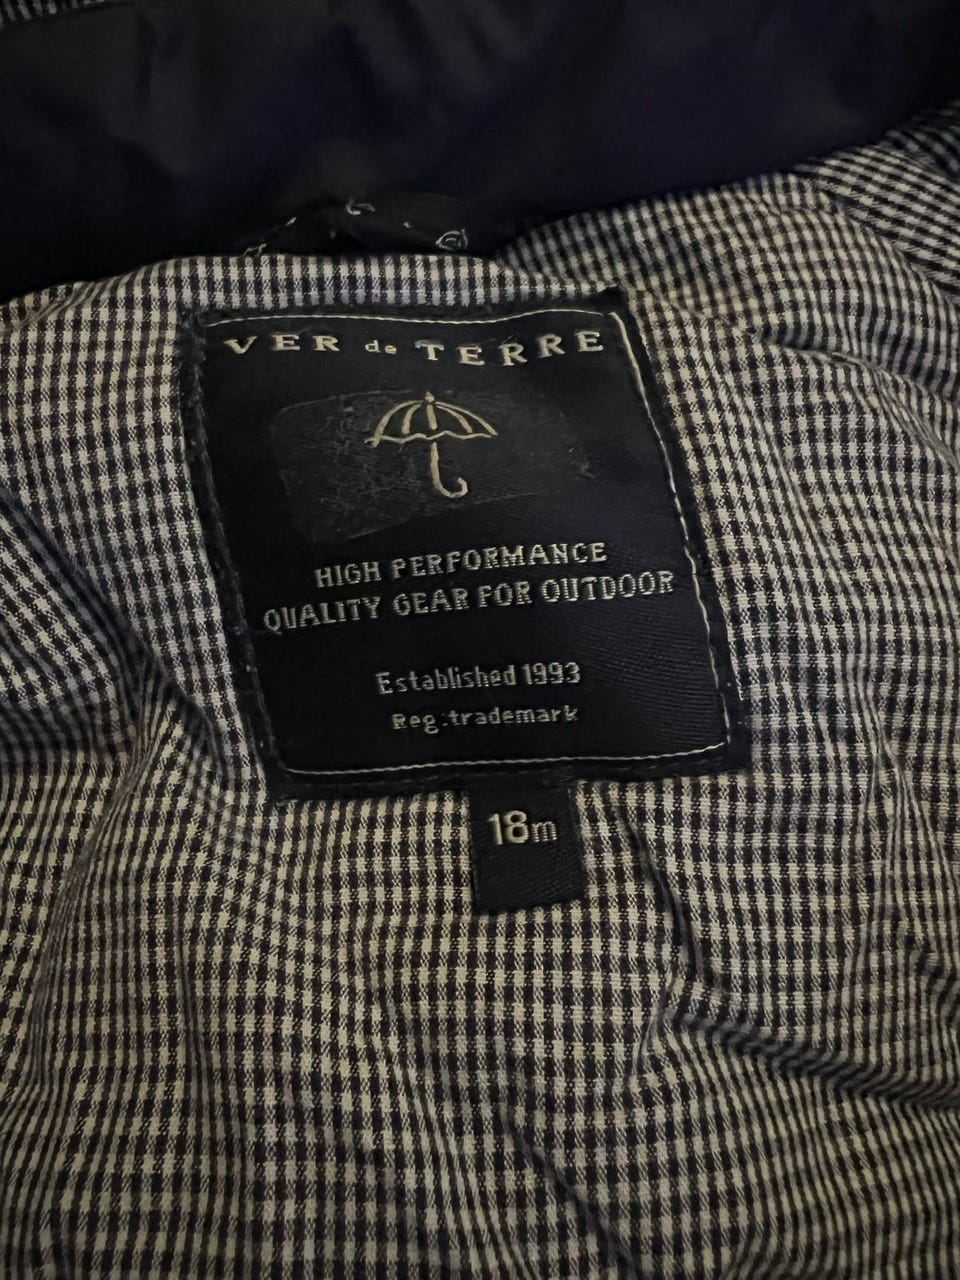 VER de TERRE
HIGH PERFORMANCE
QUALITY GEAR FOR OUTDOOR
Established 1993
Reg.trademark
18m